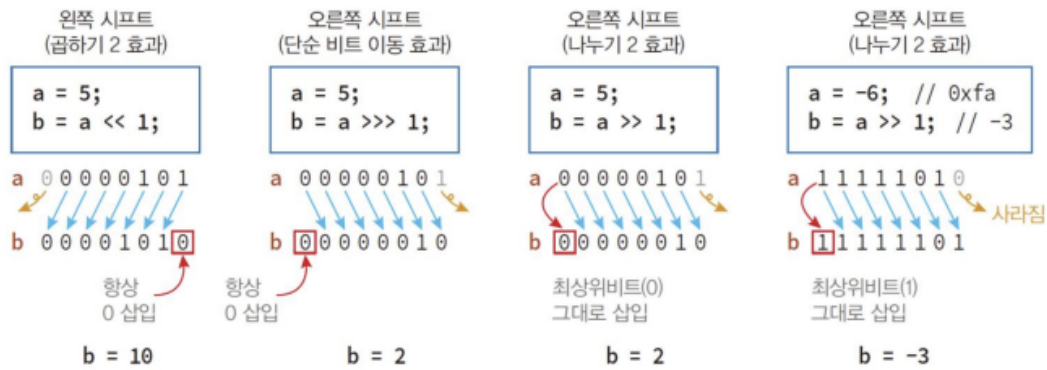 왼쪽 시프트
(곱하기 2 효과)
a = 5;
b = a << 1;
a 0 0 0 0 0 1 0 1
b 0 0 0 0 1 0 1 0
항상
0 삽입
b = 10
오른쪽 시프트
(단순 비트 이동 효과)
a = 5;
b = a >>> 1;
a 0 0 0 0 0 1 0 1
b 0 0 0 0 0 0 1 0
항상
0 삽입
b = 2
오른쪽 시프트
(나누기 2 효과)
a = 5;
b = a >> 1;
a 0 0 0 0 0 1 0 1
b 0 0 0 0 0 0 1 0
최상위비트(0)
그대로 삽입
b = 2
오른쪽 시프트
(나누기 2 효과)
a = -6; // 0xfa
b = a >> 1; // -3
a 1 1 1 1 1 0 1 0
사라짐
b 1 1 1 1 1 1 0 1
최상위비트(1)
그대로 삽입
b = -3